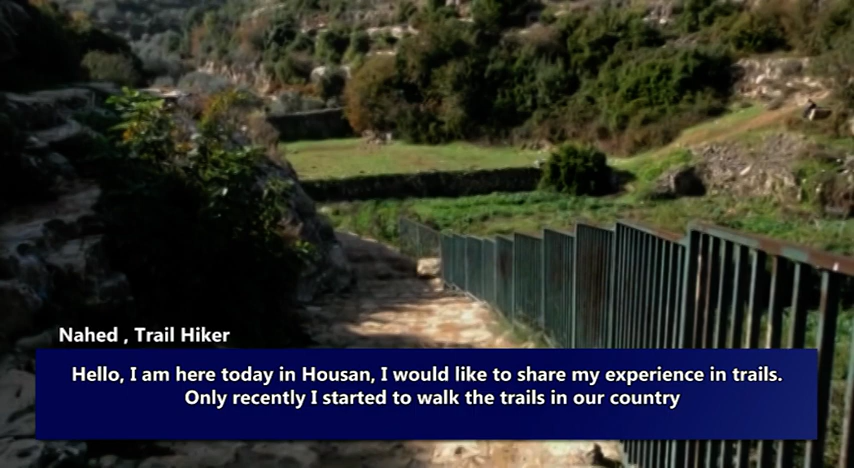 Nahed , Trail Hiker
Hello, I am here today in Housan, I would like to share my experience in trails.
Only recently I started to walk the trails in our country